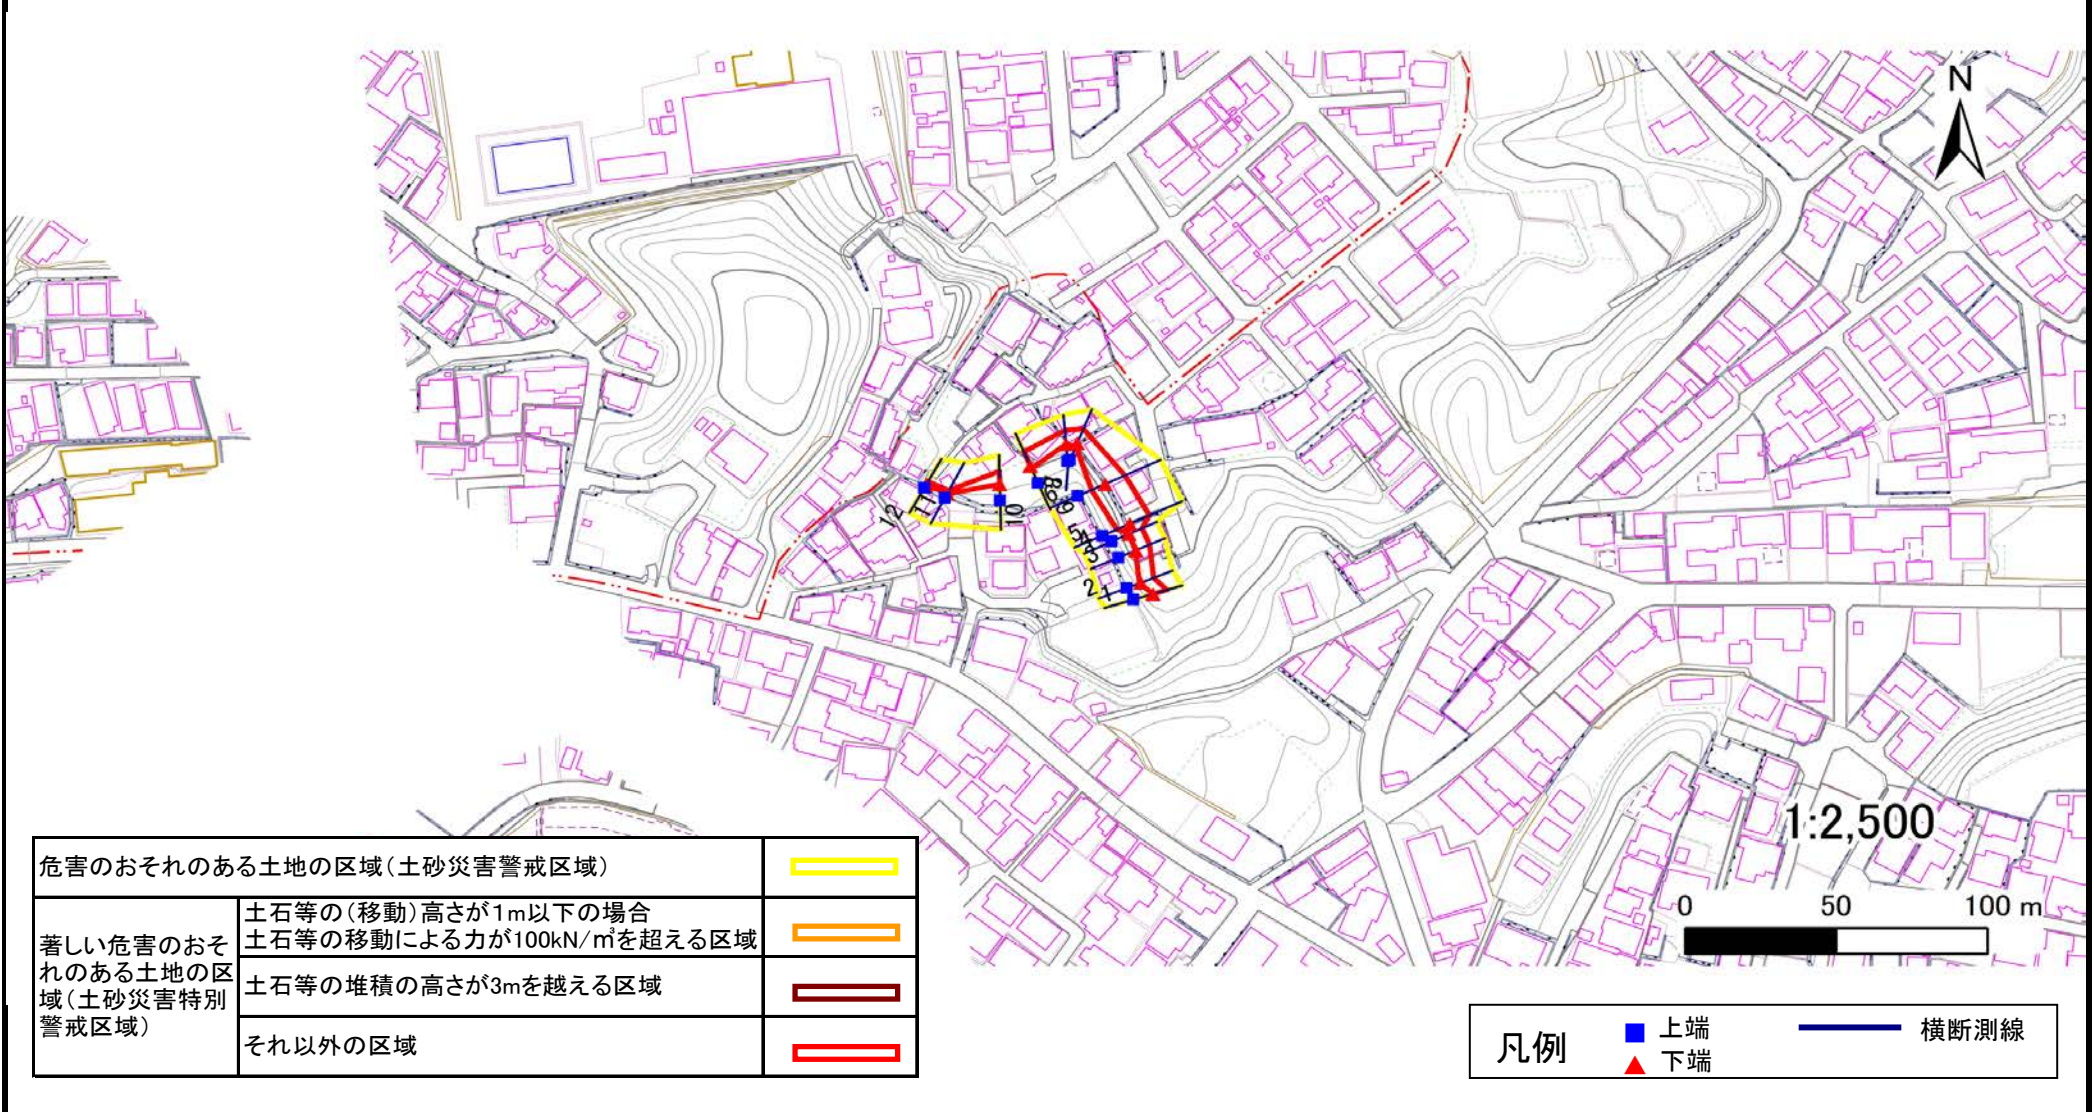 N
12
11
10
8
9
6
5
4
3
2
1
1:2,500
0 50 100 m
危害のおそれのある土地の区域（土砂災害警戒区域）
著しい危害のおそ
れのある土地の区
域（土砂災害特別
警戒区域）
土石等の（移動）高さが１ｍ以下の場合
土石等の移動による力が100kN/㎡を超える区域
土石等の堆積の高さが3mを越える区域
それ以外の区域
凡例
上端
下端
横断測線